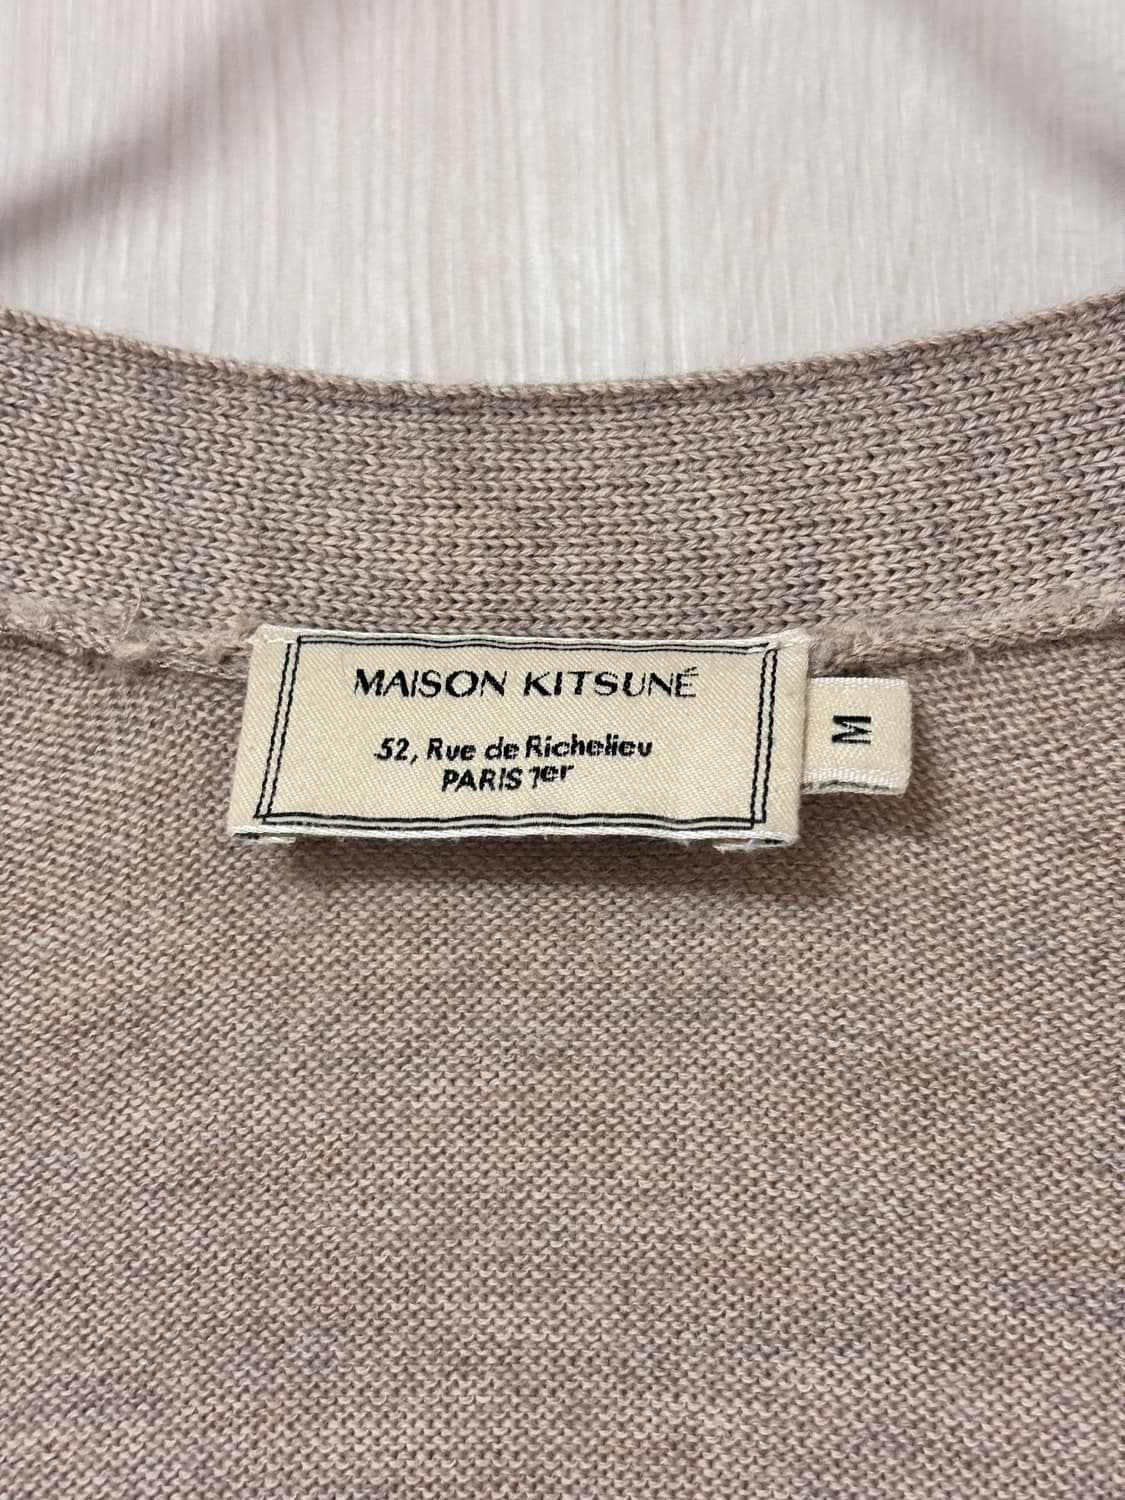 MAISON KITSUNÉ
52, Rue de Richelieu
PARIS 1er
M